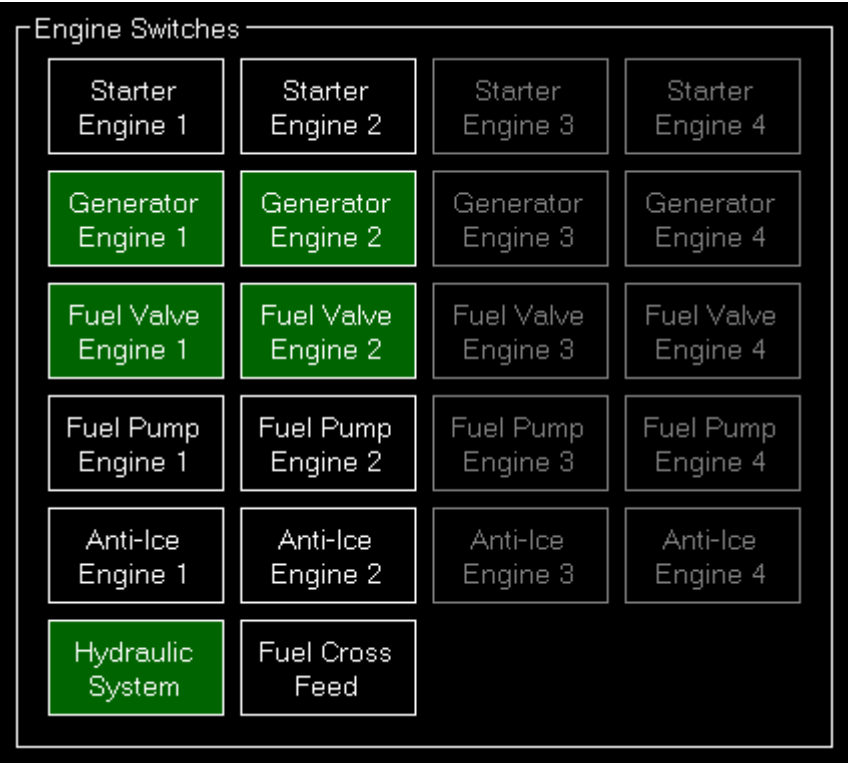 Engine Switches
Starter
Engine 1
Starter
Engine 2
Starter
Engine 3
Starter
Engine 4
Generator
Engine 1
Generator
Engine 2
Generator
Engine 3
Generator
Engine 4
Fuel Valve
Engine 1
Fuel Valve
Engine 2
Fuel Valve
Engine 3
Fuel Valve
Engine 4
Fuel Pump
Engine 1
Fuel Pump
Engine 2
Fuel Pump
Engine 3
Fuel Pump
Engine 4
Anti-Ice
Engine 1
Anti-Ice
Engine 2
Anti-Ice
Engine 3
Anti-Ice
Engine 4
Hydraulic
System
Fuel Cross
Feed